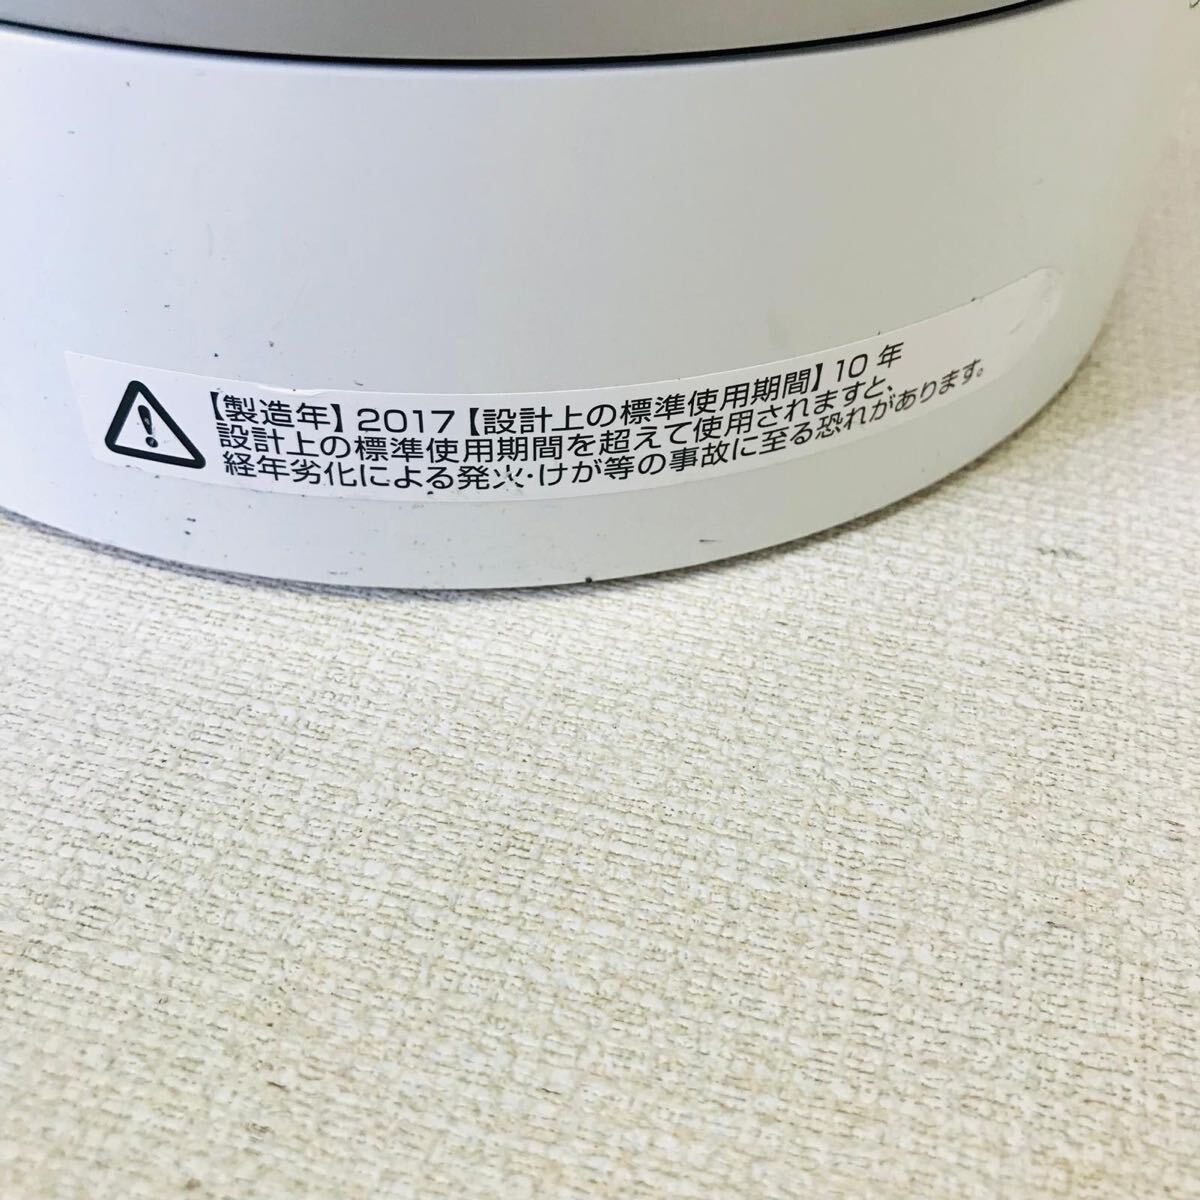 【製造年】2017【設計上の標準使用期間】10年
設計上の標準使用期間を超えて使用されますと、
経年劣化による発火・けが等の事故に至る恐れがあります。